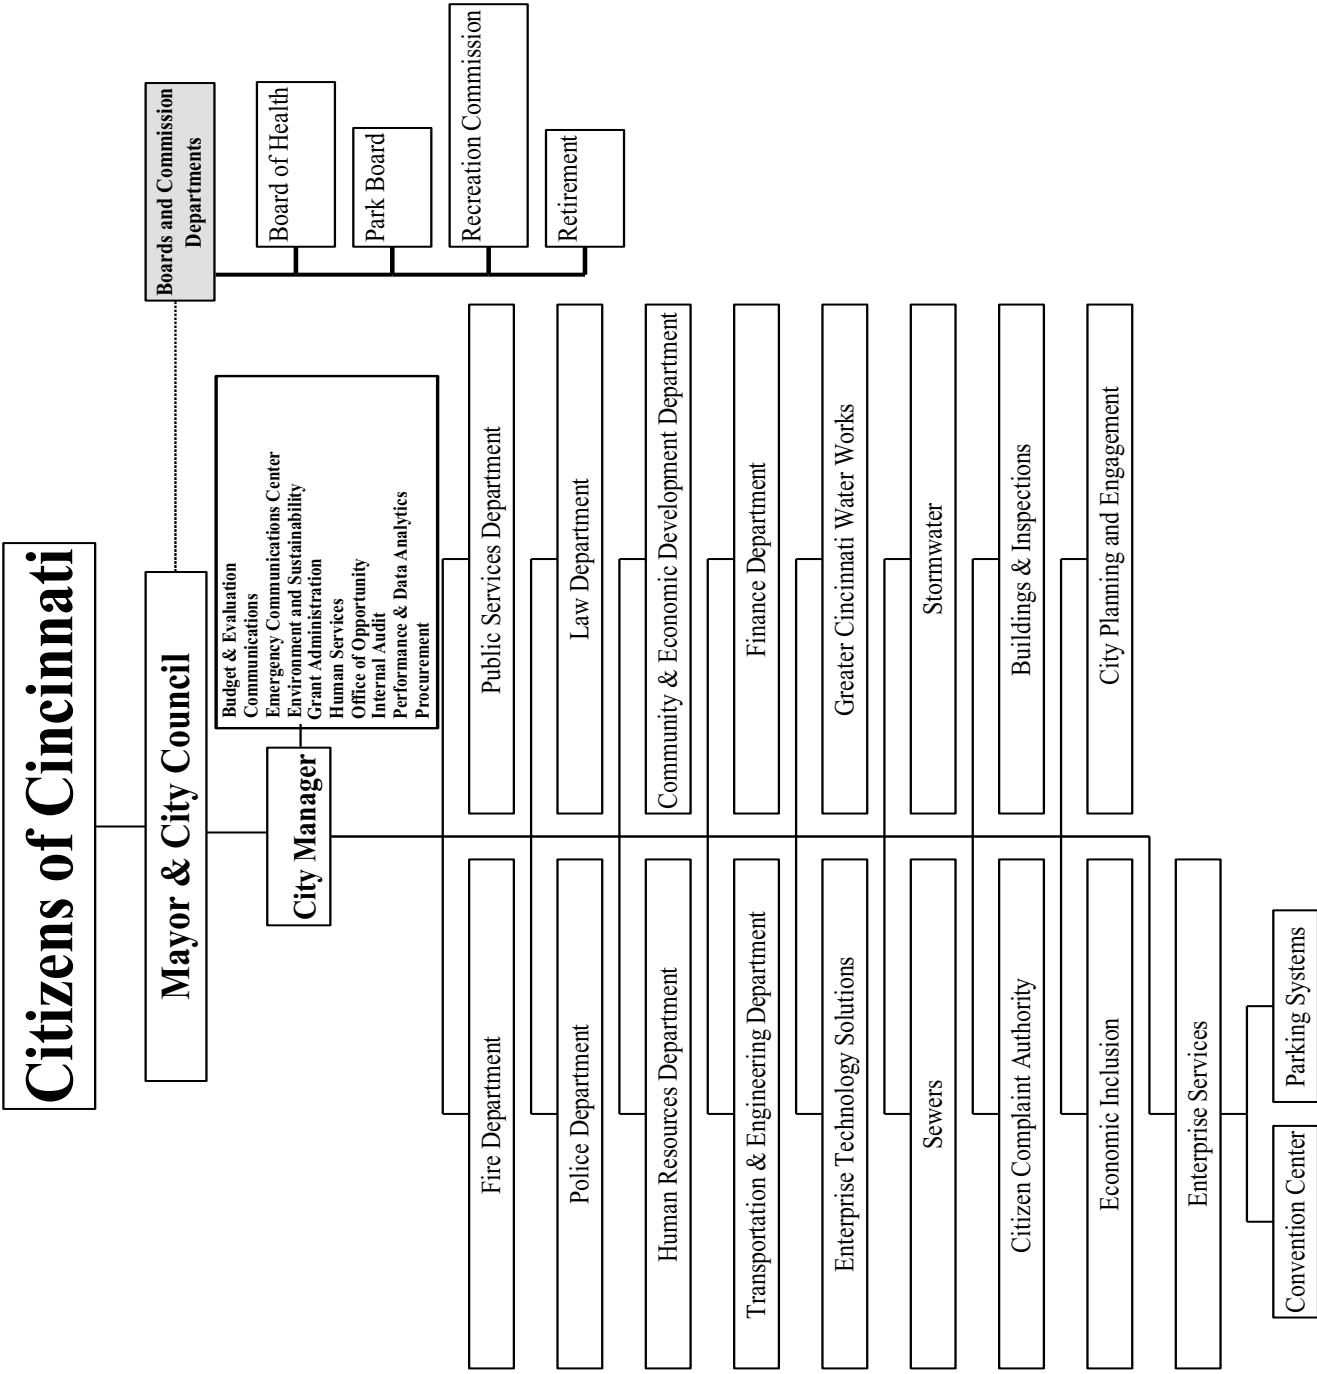 Citizens of Cincinnati
Mayor & City Council
Boards and Commission
Departments
Board of Health
Park Board
Recreation Commission
Retirement
City Manager
Budget & Evaluation
Communications
Emergency Communications Center
Environment and Sustainability
Grant Administration
Human Services
Office of Opportunity
Internal Audit
Performance & Data Analytics
Procurement
Fire Department
Public Services Department
Police Department
Law Department
Human Resources Department
Community & Economic Development Department
Transportation & Engineering Department
Finance Department
Enterprise Technology Solutions
Greater Cincinnati Water Works
Sewers
Stormwater
Citizen Complaint Authority
Buildings & Inspections
Economic Inclusion
City Planning and Engagement
Enterprise Services
Convention Center
Parking Systems